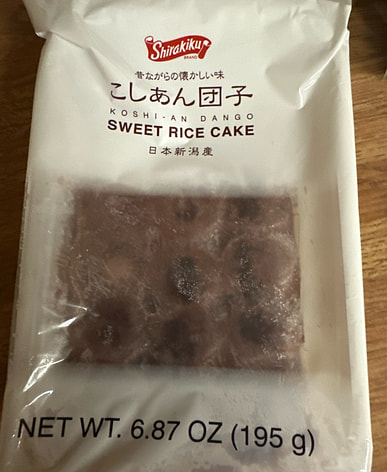 Shirakiku
BRAND
昔ながらの懐かしい味
こしあん団子
KOSHI-AN DANGO
SWEET RICE CAKE
日本新潟産
NET WT. 6.87 OZ (195 g)